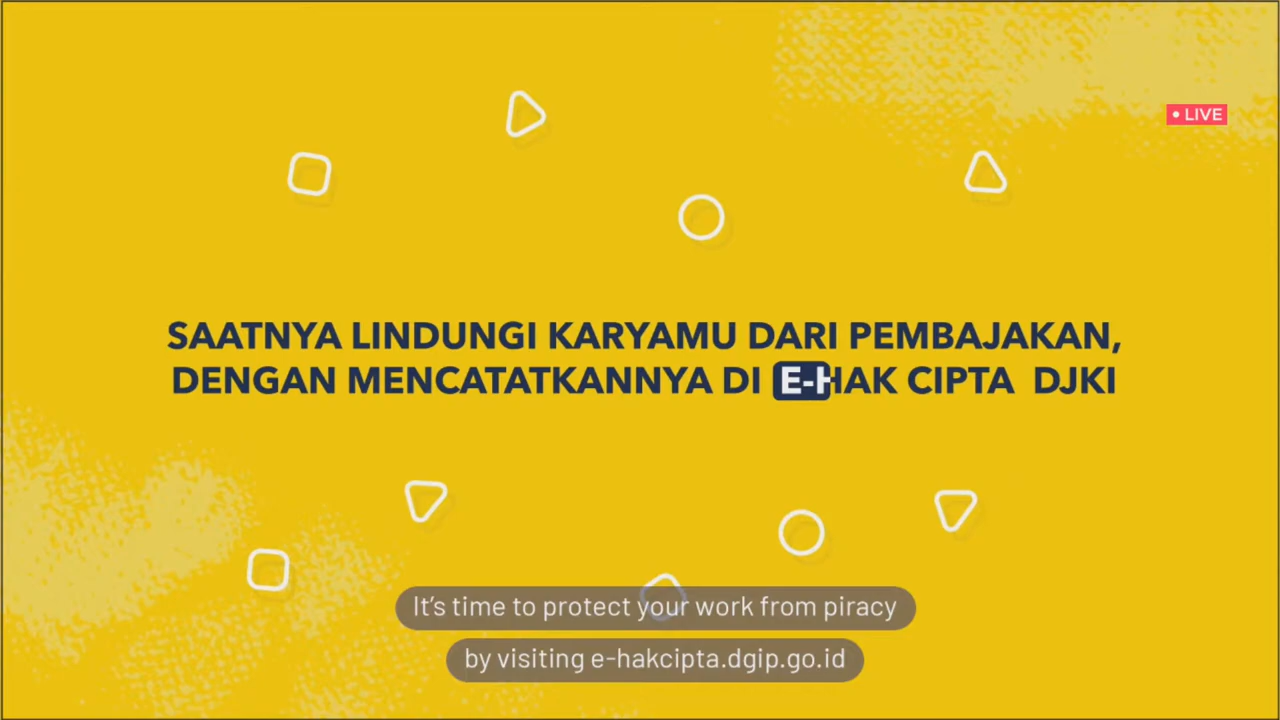 • LIVE
SAATNYA LINDUNGI KARYAMU DARI PEMBAJAKAN,
DENGAN MENCATATKANNYA DI E-HAK CIPTA DJKI
It's time to protect your work from piracy
by visiting e-hakcipta.dgip.go.id